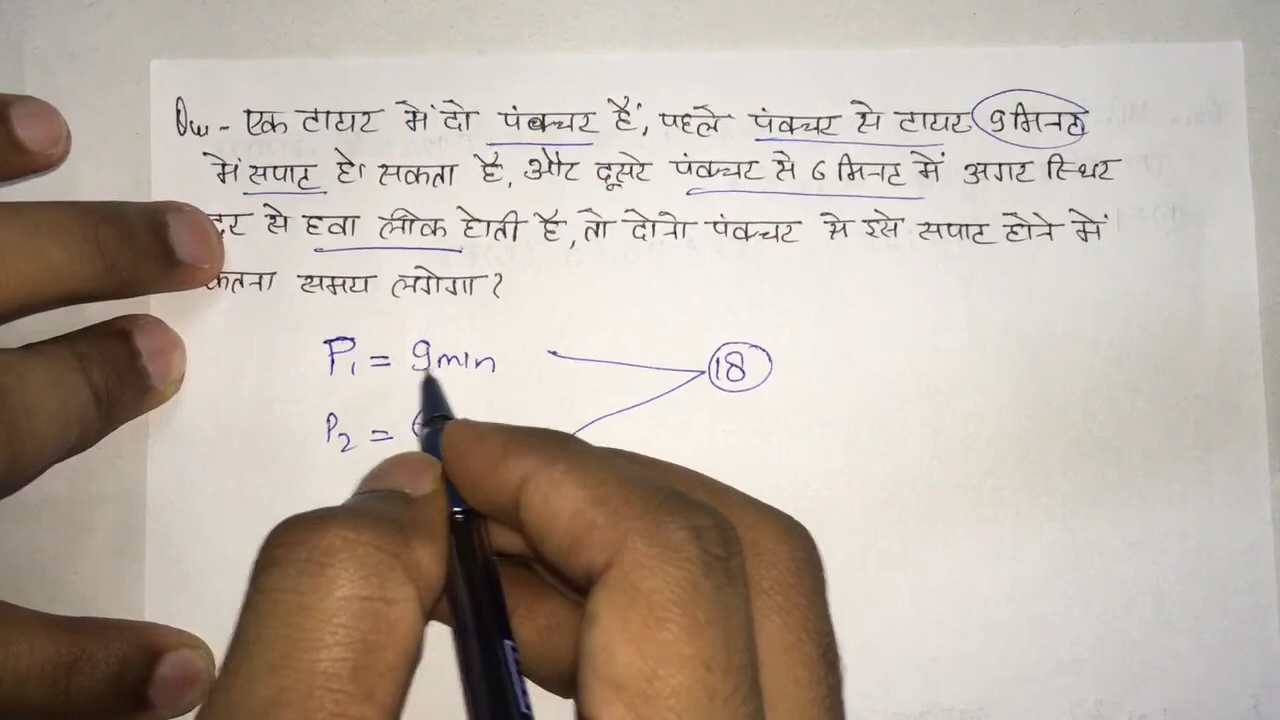 Que - एक टायर में दो पंक्चर हैं, पहले पंक्चर से टायर 9 मिनट
में सपाट हो सकता है, और दूसरे पंक्चर से 6 मिनट में अगर स्थिर
से हवा लीक होती है, तो दोनो पंक्चर से इसे सपाट होने में
समय लगेगा?
P₁ = 9 min
18
P₂ =